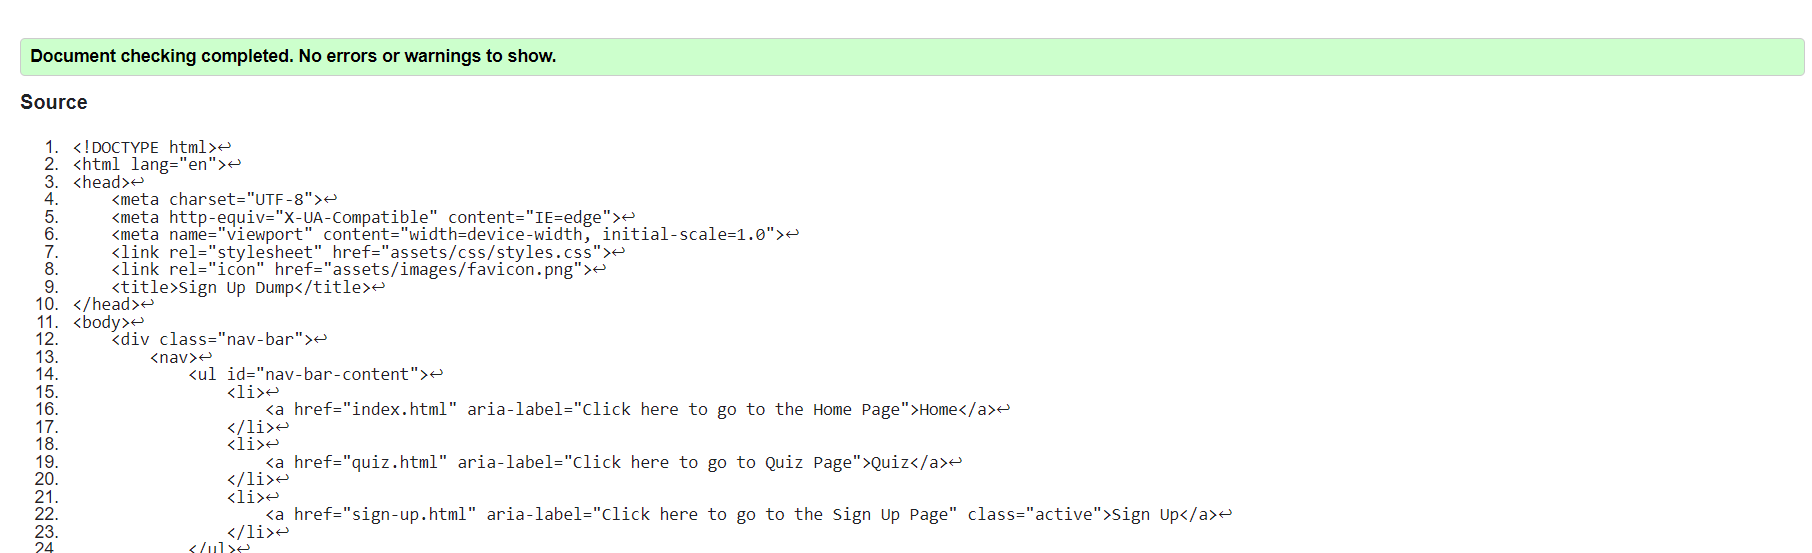 Document checking completed. No errors or warnings to show.
Source
1. <!DOCTYPE html>↩
2. <html lang="en">↩
3. <head>↩
4.     <meta charset="UTF-8">↩
5.     <meta http-equiv="X-UA-Compatible" content="IE=edge">↩
6.     <meta name="viewport" content="width=device-width, initial-scale=1.0">↩
7.     <link rel="stylesheet" href="assets/css/styles.css">↩
8.     <link rel="icon" href="assets/images/favicon.png">↩
9.     <title>Sign Up Dump</title>↩
10. </head>↩
11. <body>↩
12.     <div class="nav-bar">↩
13.         <nav>↩
14.             <ul id="nav-bar-content">↩
15.                 <li>↩
16.                     <a href="index.html" aria-label="Click here to go to the Home Page">Home</a>↩
17.                 </li>↩
18.                 <li>↩
19.                     <a href="quiz.html" aria-label="Click here to go to Quiz Page">Quiz</a>↩
20.                 </li>↩
21.                 <li>↩
22.                     <a href="sign-up.html" aria-label="Click here to go to the Sign Up Page" class="active">Sign Up</a>↩
23.                 </li>↩
24             </ul>↩